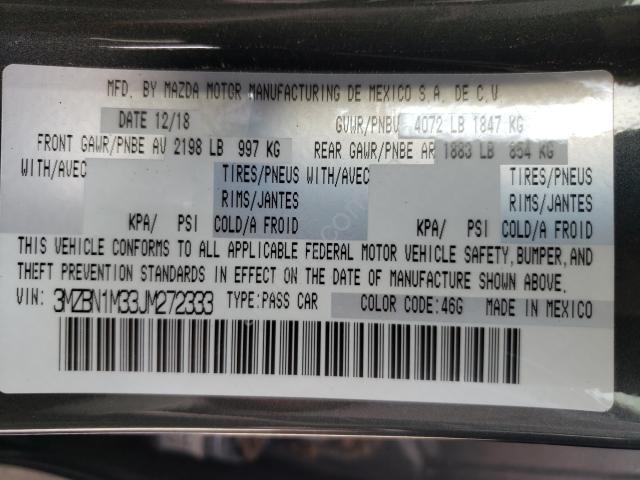 MFD. BY MAZDA MOTOR MANUFACTURING DE MEXICO S.A. DE C.V.
DATE 12/18 GVWR/PNBV 4072 LB 1847 KG
FRONT GAWR/PNBE AV 2198 LB 997 KG REAR GAWR/PNBE AR 1883 LB 854 KG
WITH/AVEC TIRES/PNEUS WITH/AVEC TIRES/PNEUS
RIMS/JANTES RIMS/JANTES
KPA/ PSI COLD/A FROID KPA/ PSI COLD/A FROID
THIS VEHICLE CONFORMS TO ALL APPLICABLE FEDERAL MOTOR VEHICLE SAFETY, BUMPER, AND
THEFT PREVENTION STANDARDS IN EFFECT ON THE DATE OF MANUFACTURE SHOWN ABOVE.
VIN: 3MZBN1M33JM272333 TYPE:PASS CAR COLOR CODE:46G MADE IN MEXICO